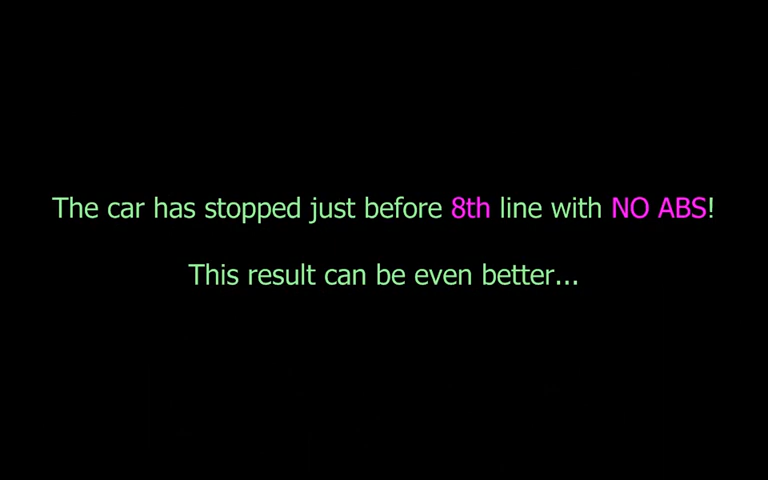 The car has stopped just before 8th line with NO ABS!
This result can be even better...